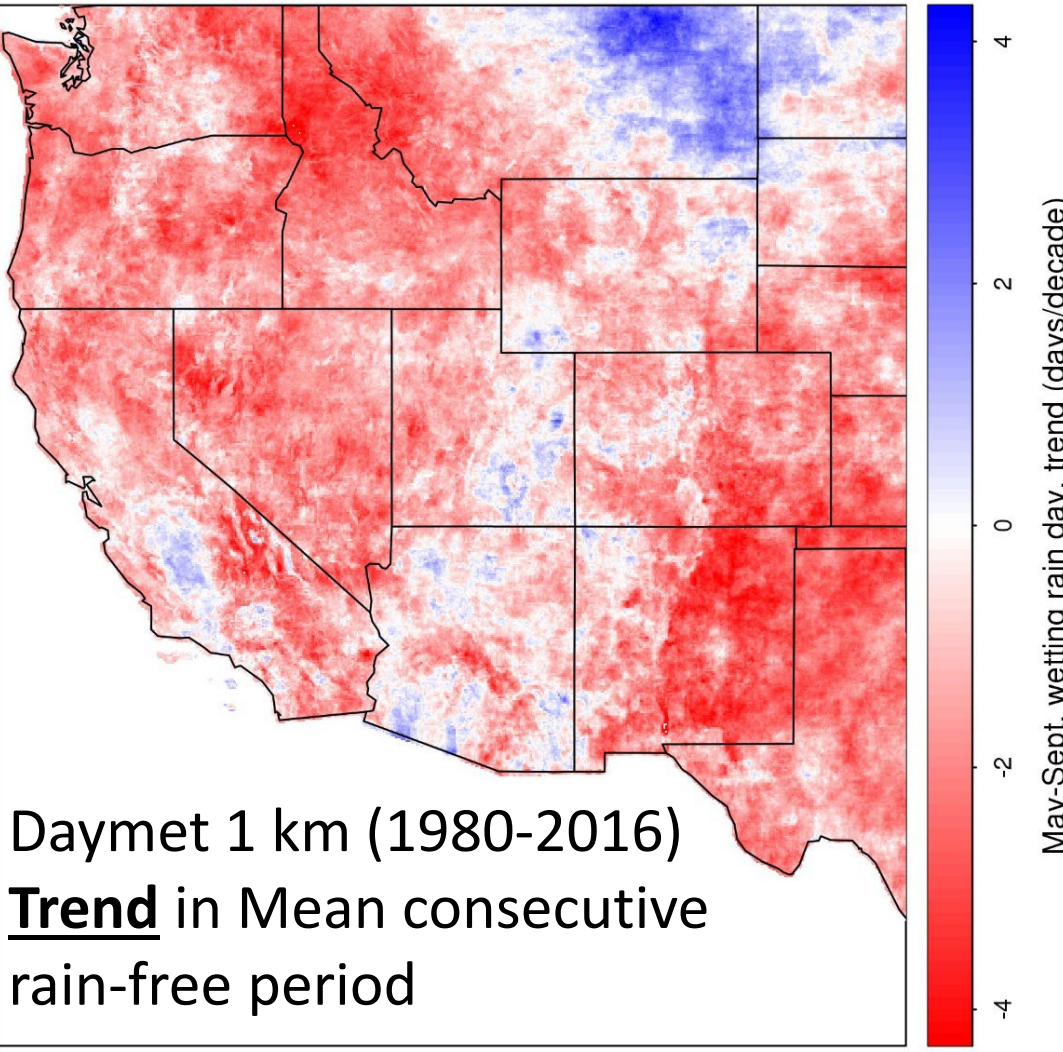 Daymet 1 km (1980-2016)
Trend in Mean consecutive
rain-free period
4
2
0
-2
-4
May-Sept. wetting rain day, trend (days/decade)